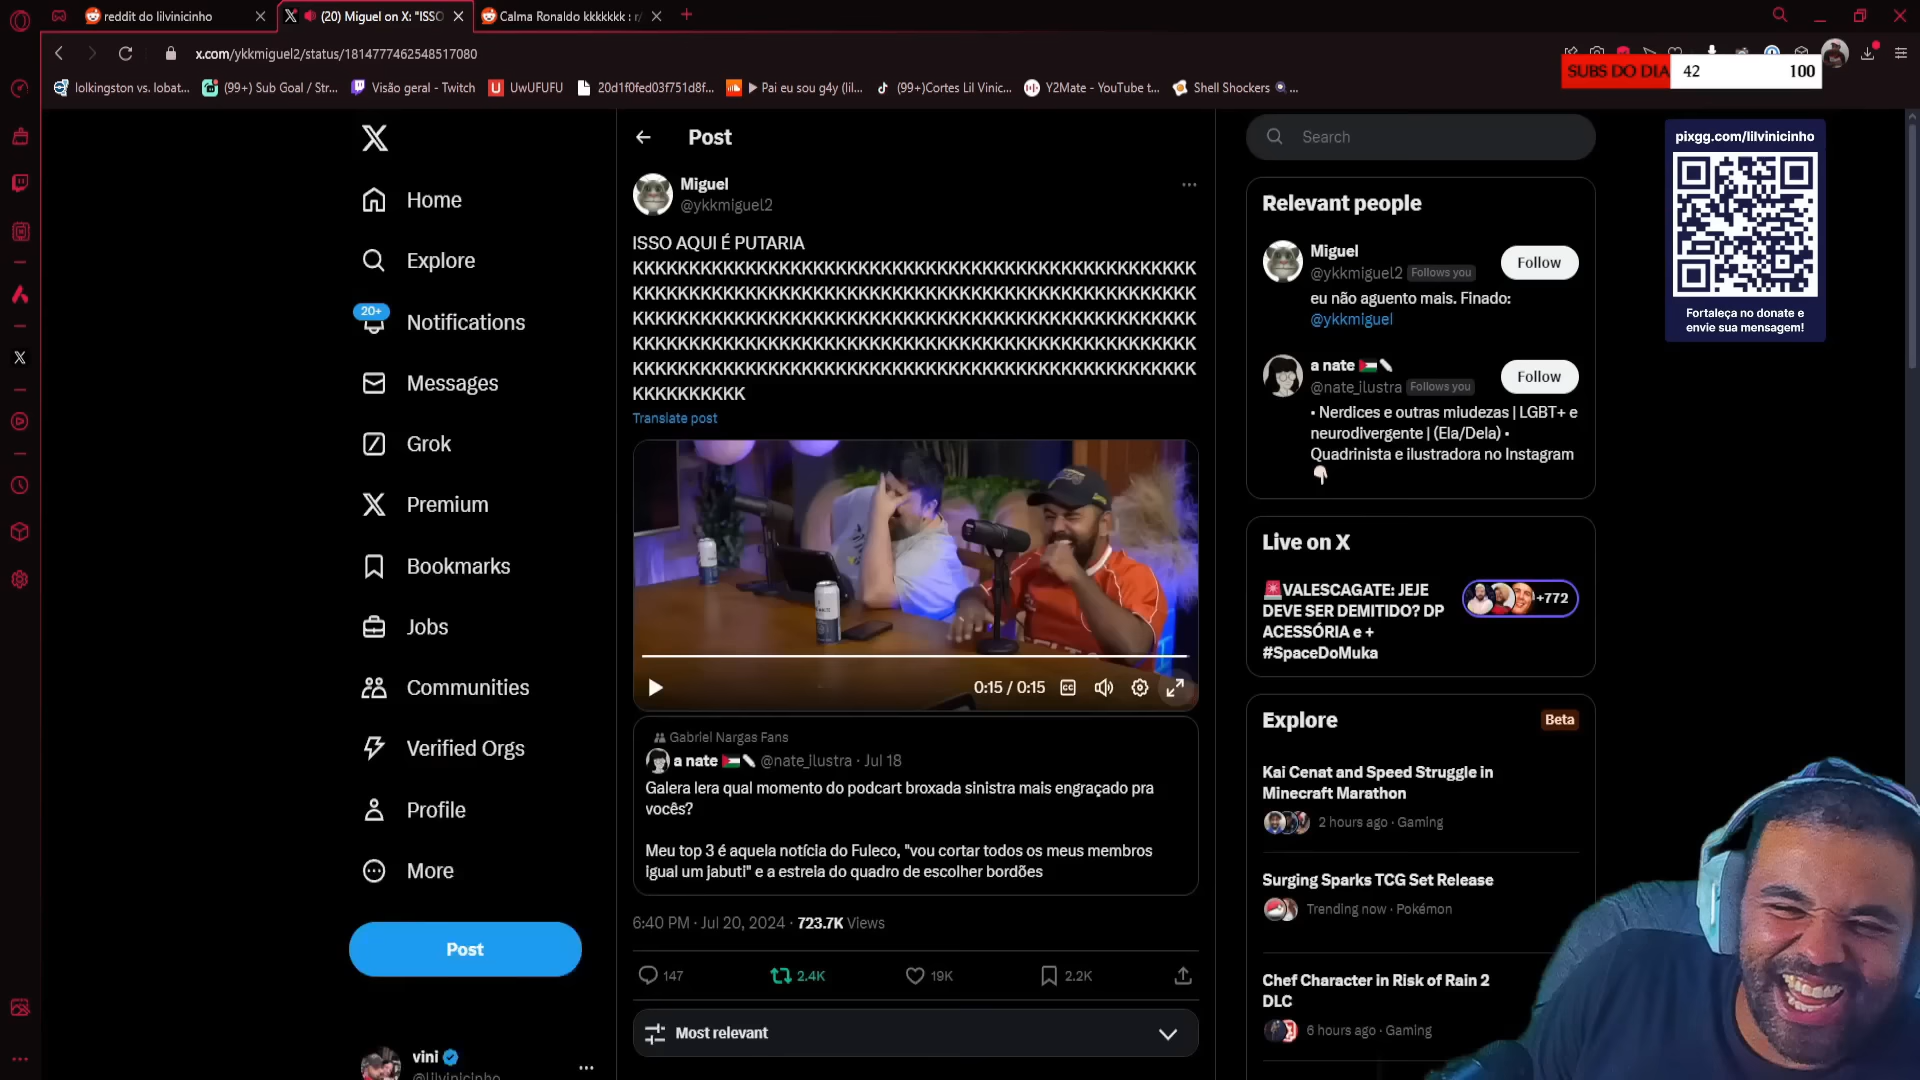 reddit do lilvinicinho
(20) Miguel on X: "ISSO
Calma Ronaldo kkkkkkk : r/
x.com/ykkmiguel2/status/1814777462548517080
SUBS DO DIA 42 100
lolkingston vs. lobat...
(99+) Sub Goal / Str...
Visão geral - Twitch
UwUFUFU
20d1f0fed03f751d8f...
▶ Pai eu sou g4y (lil...
(99+)Cortes Lil Vinic...
Y2Mate - YouTube t...
Shell Shockers
...
Home
Explore
20+
Notifications
Messages
Grok
Premium
Bookmarks
Jobs
Communities
Verified Orgs
Profile
More
Post
vini
@lilvinicinho
Post
Miguel
@ykkmiguel2
ISSO AQUI É PUTARIA
KKKKKKKKKKKKKKKKKKKKKKKKKKKKKKKKKKKKKKKKKKKKKKKKKK
KKKKKKKKKKKKKKKKKKKKKKKKKKKKKKKKKKKKKKKKKKKKKKKKKK
KKKKKKKKKKKKKKKKKKKKKKKKKKKKKKKKKKKKKKKKKKKKKKKKKK
KKKKKKKKKKKKKKKKKKKKKKKKKKKKKKKKKKKKKKKKKKKKKKKKKK
KKKKKKKKKKKKKKKKKKKKKKKKKKKKKKKKKKKKKKKKKKKKKKKKKK
KKKKKKKKKK
Translate post
0:15 / 0:15
Gabriel Nargas Fans
a nate @nate_ilustra · Jul 18
Galera lera qual momento do podcart broxada sinistra mais engraçado pra
vocês?
Meu top 3 é aquela notícia do Fuleco, "vou cortar todos os meus membros
igual um jabuti" e a estreia do quadro de escolher bordões
6:40 PM · Jul 20, 2024 · 723.7K Views
147
2.4K
19K
2.2K
Most relevant
Search
Relevant people
Miguel
@ykkmiguel2 Follows you
Follow
eu não aguento mais. Finado:
@ykkmiguel
a nate
@nate_ilustra Follows you
Follow
• Nerdices e outras miudezas | LGBT+ e
neurodivergente | (Ela/Dela) •
Quadrinista e ilustradora no Instagram
Live on X
VALESCAGATE: JEJE
DEVE SER DEMITIDO? DP
ACESSÓRIA e +
#SpaceDoMuka
+772
Explore
Beta
Kai Cenat and Speed Struggle in
Minecraft Marathon
2 hours ago · Gaming
Surging Sparks TCG Set Release
Trending now · Pokémon
Chef Character in Risk of Rain 2
DLC
6 hours ago · Gaming
pixgg.com/lilvinicinho
Fortaleça no donate e
envie sua mensagem!